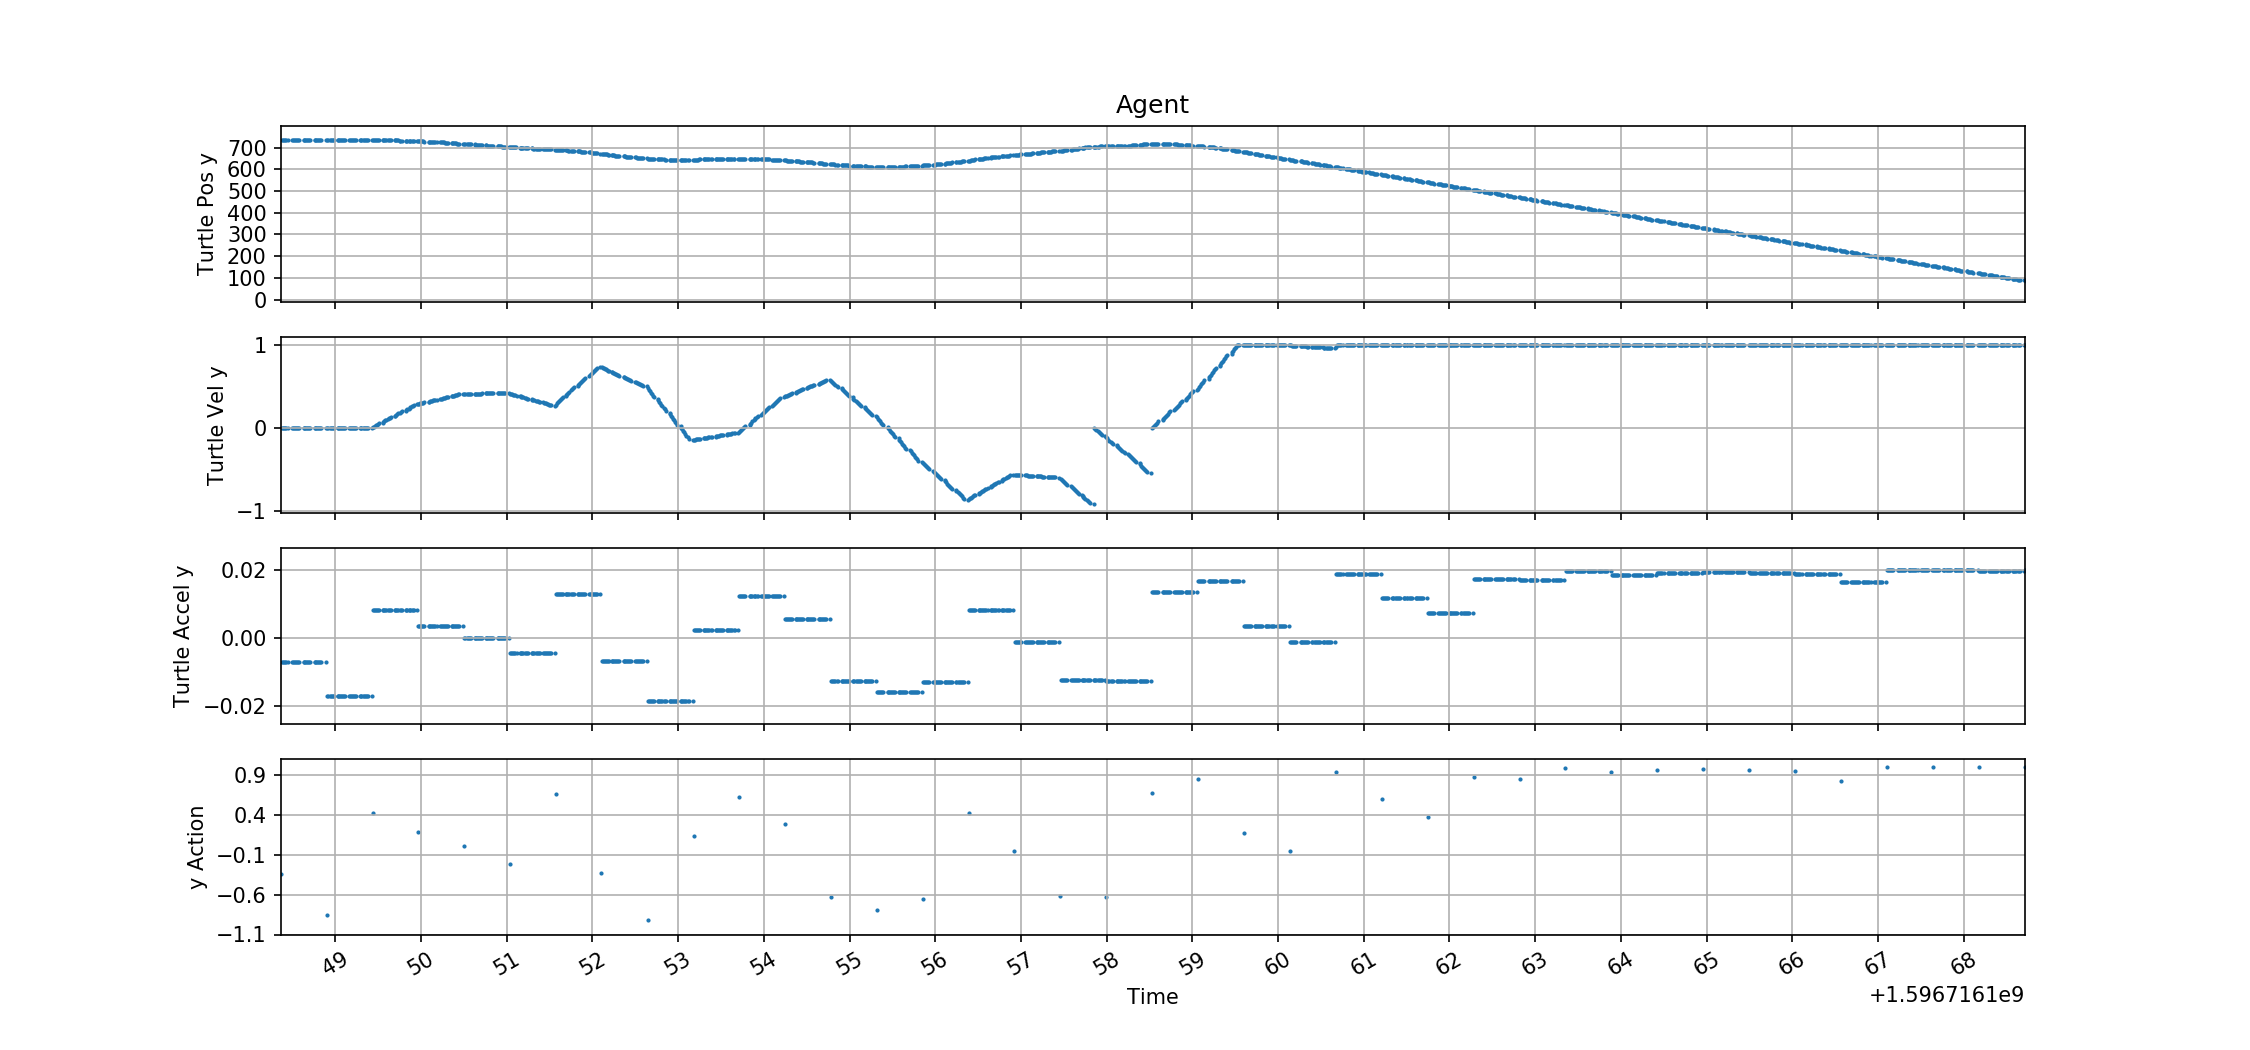 Agent
Turtle Pos y
700
600
500
400
300
200
100
0
Turtle Vel y
1
0
−1
Turtle Accel y
0.02
0.00
−0.02
y Action
0.9
0.4
−0.1
−0.6
−1.1
49 50 51 52 53 54 55 56 57 58 59 60 61 62 63 64 65 66 67 68
Time
+1.5967161e9